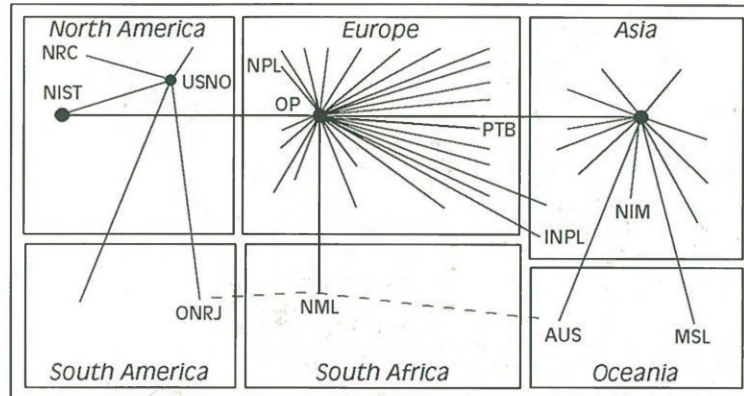 North America
Europe
Asia
NRC
NPL
NIST
USNO
OP
PTB
NIM
INPL
ONRJ
NML
AUS
MSL
South America
South Africa
Oceania